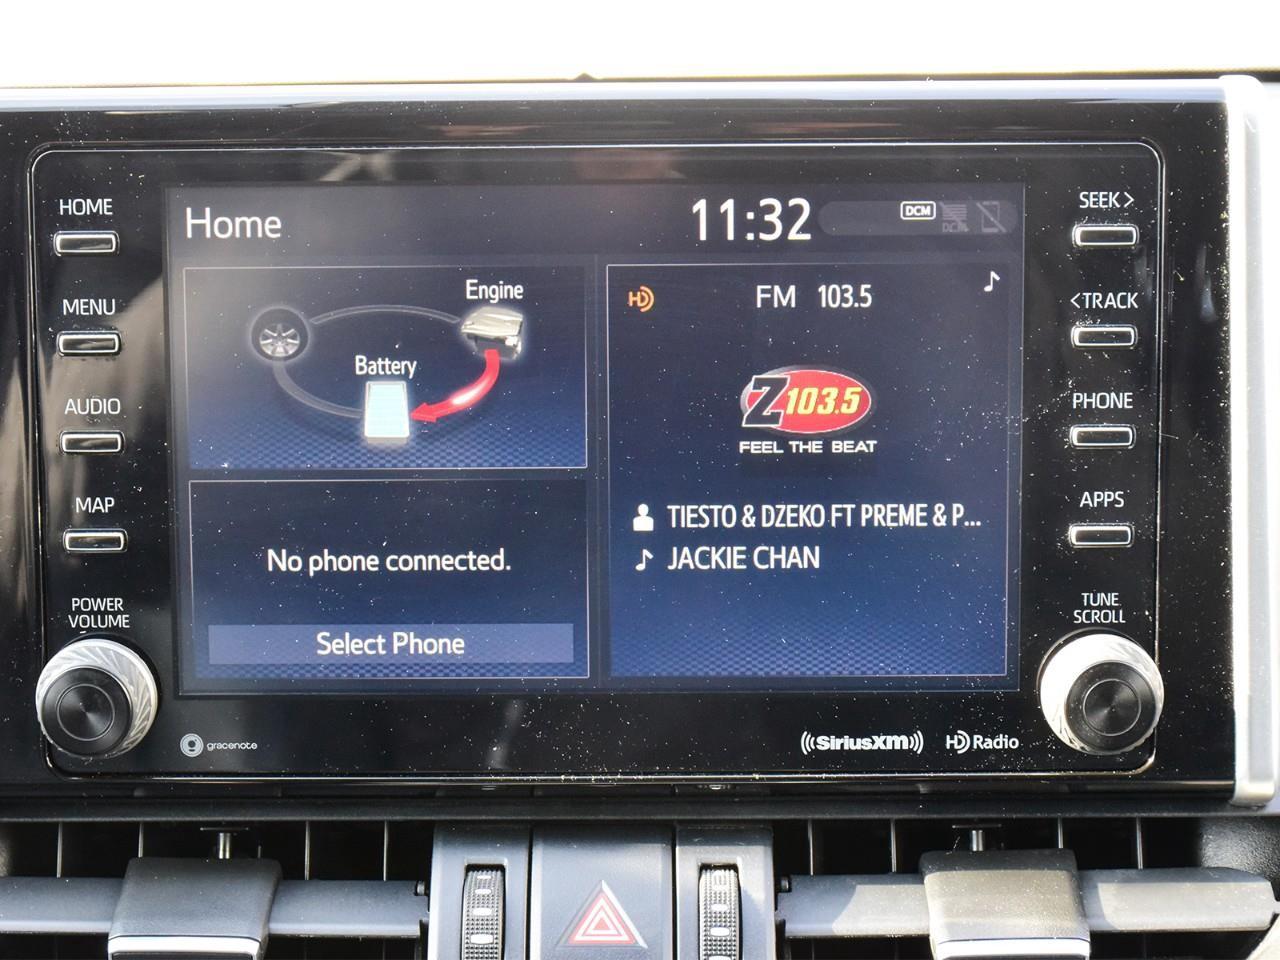 HOME
MENU
AUDIO
MAP
POWER
VOLUME
Home
11:32
DCM
DCM
Engine
Battery
No phone connected.
Select Phone
HD
FM 103.5
Z103.5
FEEL THE BEAT
TIESTO & DZEKO FT PREME & P...
JACKIE CHAN
SEEK>
<TRACK
PHONE
APPS
TUNE
SCROLL
gracenote
((SiriusXM))
HD Radio